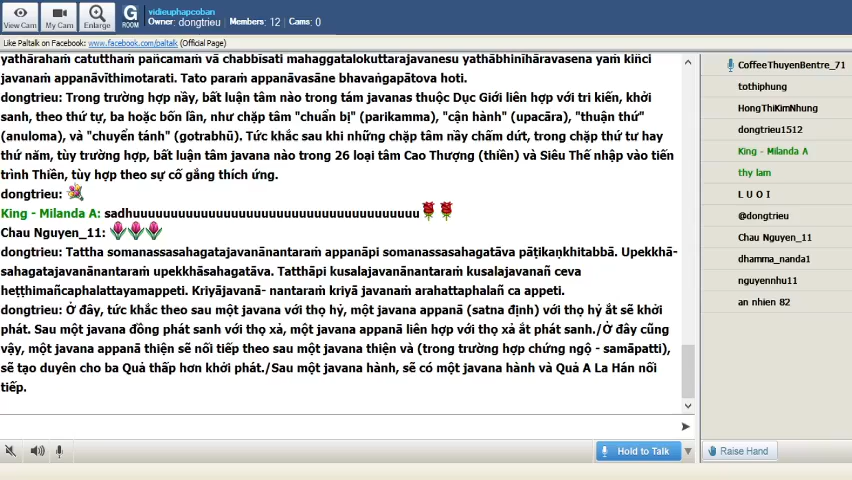 vidieuphapcoban
Owner: dongtrieu Members: 12 Cams: 0
View Cam
My Cam
Enlarge
G
ROOM
Like Paltalk on Facebook: www.facebook.com/paltalk (Official Page)
yathārahaṁ catutthaṁ pañcamaṁ vā chabbīsati mahaggatalokuttarajavanesu yathābhinīhāravasena yaṁ kiñci
javanaṁ appanāvīthimotarati. Tato paraṁ appanāvasāne bhavaṅgapātova hoti.
dongtrieu: Trong trường hợp nầy, bất luận tâm nào trong tám javanas thuộc Dục Giới liên hợp với tri kiến, khởi
sanh, theo thứ tự, ba hoặc bốn lần, như chặp tâm "chuẩn bị" (parikamma), "cận hành" (upacāra), "thuận thứ"
(anuloma), và "chuyển tánh" (gotrabhū). Tức khắc sau khi những chặp tâm nầy chấm dứt, trong chặp thứ tư hay
thứ năm, tùy trường hợp, bất luận tâm javana nào trong 26 loại tâm Cao Thượng (thiền) và Siêu Thế nhập vào tiến
trình Thiền, tùy hợp theo sự cố gắng thích ứng.
dongtrieu:
King - Milanda A: sadhuuuuuuuuuuuuuuuuuuuuuuuuuuuuuuuuuuuuuu
Chau Nguyen_11:
dongtrieu: Tattha somanassasahagatajavanānantaraṁ appanāpi somanassasahagatāva pāṭikaṇkhitabbā. Upekkhā-
sahagatajavanānantaraṁ upekkhāsahagatāva. Tatthāpi kusalajavanānantaraṁ kusalajavanañ ceva
heṭṭhimañcaphalattayamappeti. Kriyājavanā- nantaraṁ kriyā javanaṁ arahattaphalañ ca appeti.
dongtrieu: Ở đây, tức khắc theo sau một javana với thọ hỷ, một javana appanā (satna định) với thọ hỷ ắt sẽ khởi
phát. Sau một javana đồng phát sanh với thọ xả, một javana appanā liên hợp với thọ xả ắt phát sanh./Ở đây cũng
vậy, một javana appanā thiện sẽ nối tiếp theo sau một javana thiện và (trong trường hợp chứng ngộ - samāpatti),
sẽ tạo duyên cho ba Quả thấp hơn khởi phát./Sau một javana hành, sẽ có một javana hành và Quả A La Hán nối
tiếp.
CoffeeThuyenBentre_71
tothiphung
HongThiKimNhung
dongtrieu1512
King - Milanda A
thy lam
L U O I
@dongtrieu
Chau Nguyen_11
dhamma_nanda1
nguyennhu11
an nhien 82
Hold to Talk
Raise Hand